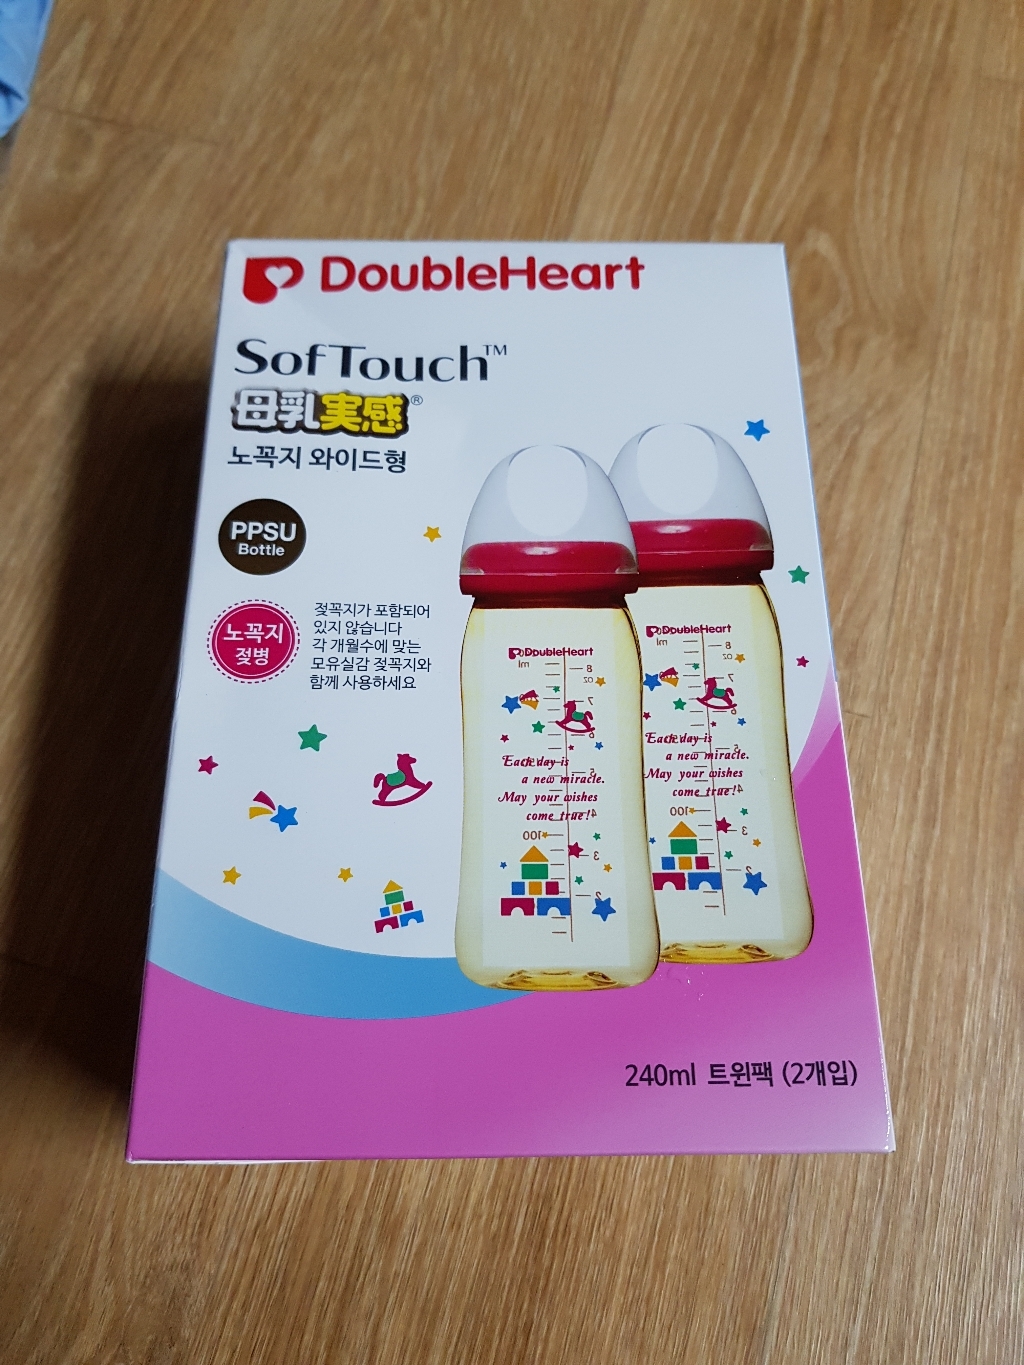 DoubleHeart
SofTouch™
母乳実感®
노꼭지 와이드형
PPSU
Bottle
노꼭지
젖병
젖꼭지가 포함되어
있지 않습니다
각 개월수에 맞는
모유실감 젖꼭지와
함께 사용하세요
DoubleHeart
Each day is
a new miracle.
May your wishes
come true!
100
DoubleHeart
Each day is
a new miracle.
May your wishes
come true!
100
240ml 트윈팩 (2개입)